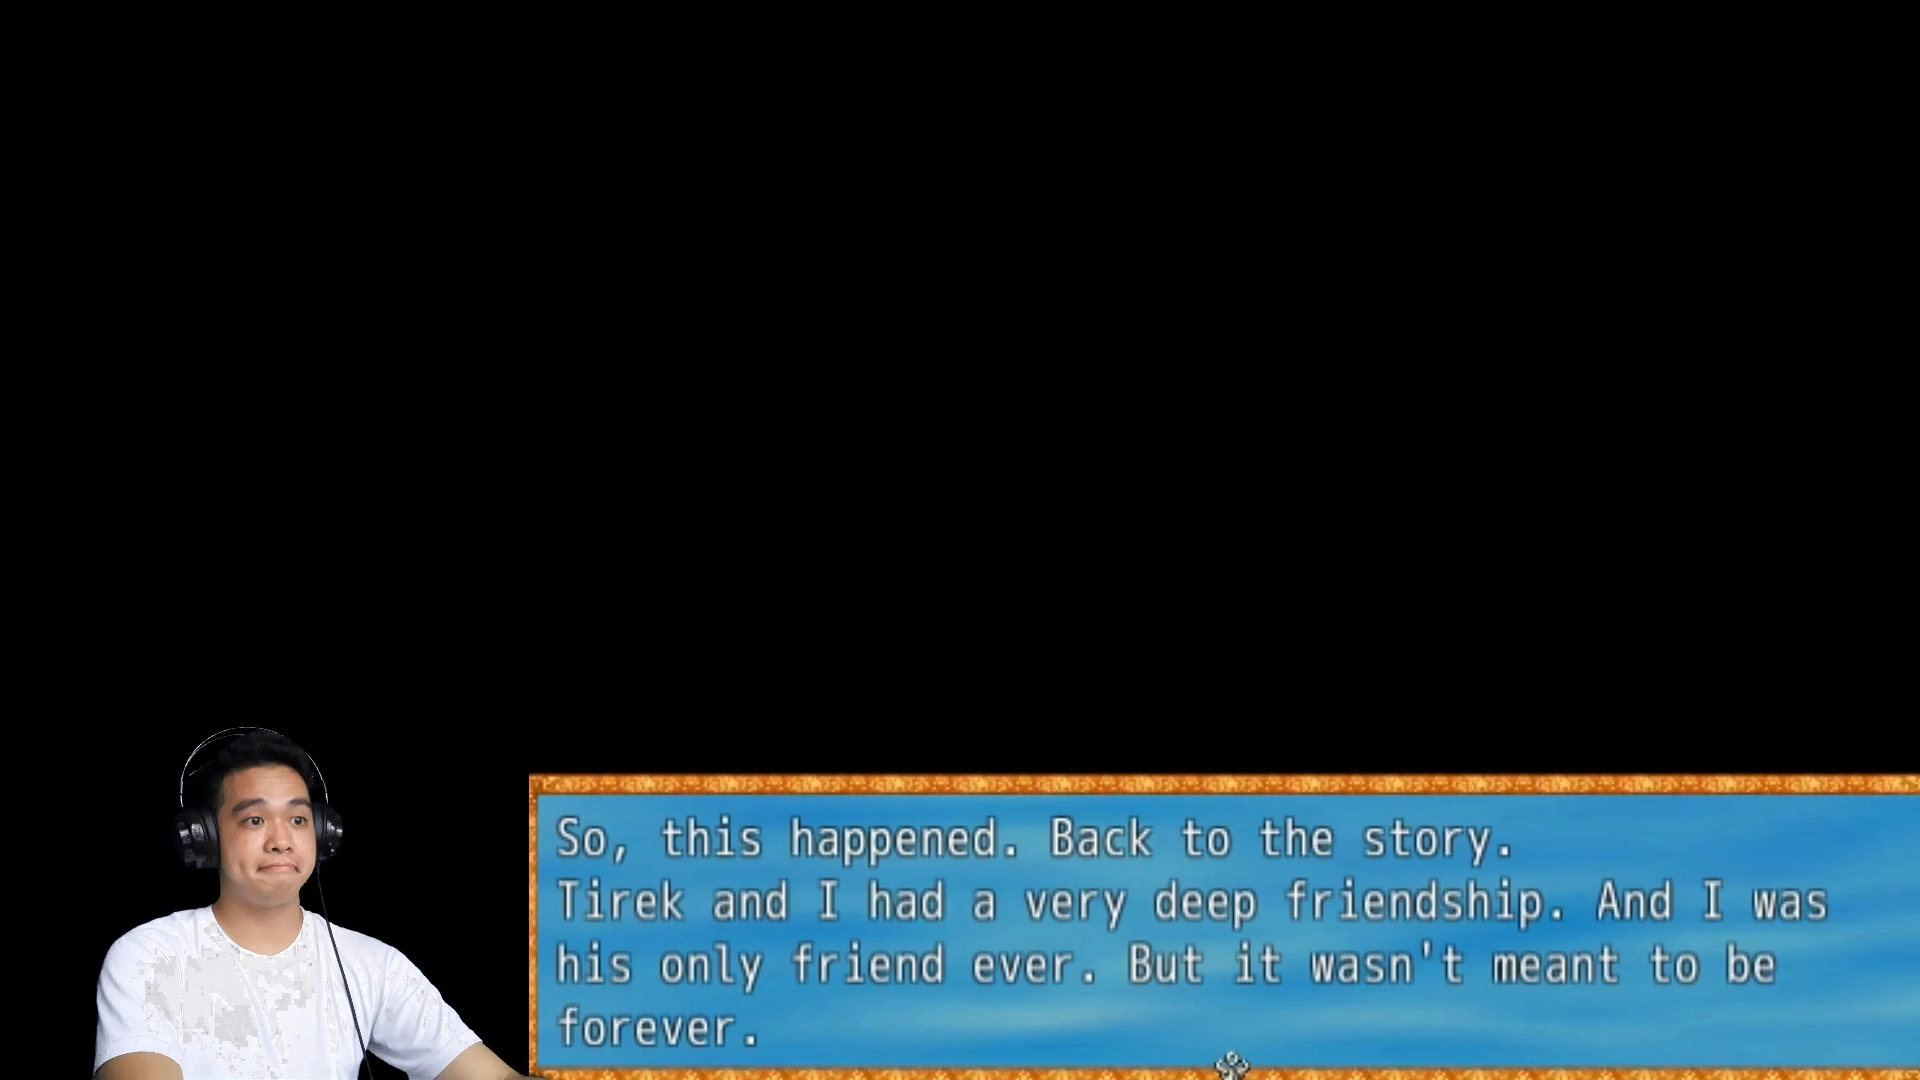 So, this happened. Back to the story.
Tirek and I had a very deep friendship. And I was
his only friend ever. But it wasn't meant to be
forever.